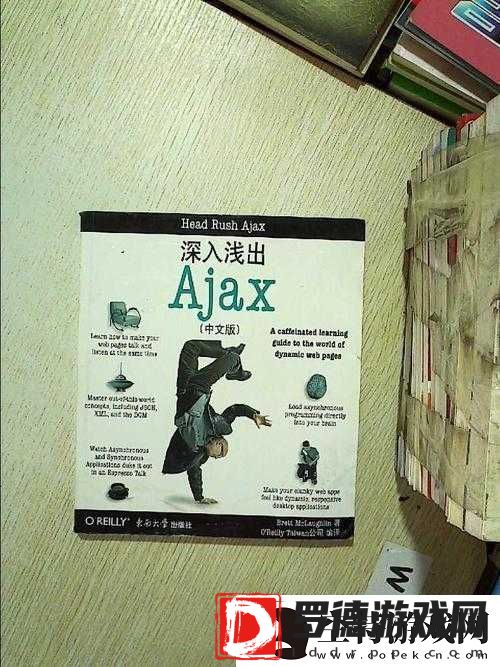 Head Rush Ajax
深入浅出
Ajax
(中文版)
Learn how to make your
web pages talk and
listen at the same time
A caffeinated learning
guide to the world of
dynamic web pages
Master out-of-this-world
concepts, including JSON,
XML, and the DOM
Load asynchronous
programming directly
into your brain
Watch Asynchronous
and Synchronous
Applications duke it out
in an Espresso Talk
Make your clunky web apps
feel like dynamic, responsive
desktop applications
Brett McLaughlin 著
O'Reilly Taiwan公司 编译
O'REILLY 东南大学出版社
M
罗德游戏网